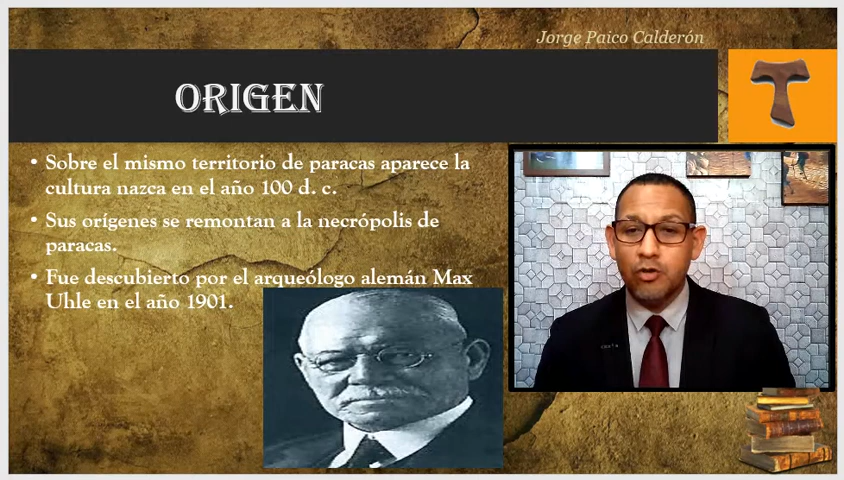 Jorge Paico Calderón
ORIGEN
• Sobre el mismo territorio de paracas aparece la
cultura nazca en el año 100 d. c.
• Sus orígenes se remontan a la necrópolis de
paracas.
• Fue descubierto por el arqueólogo alemán Max
Uhle en el año 1901.